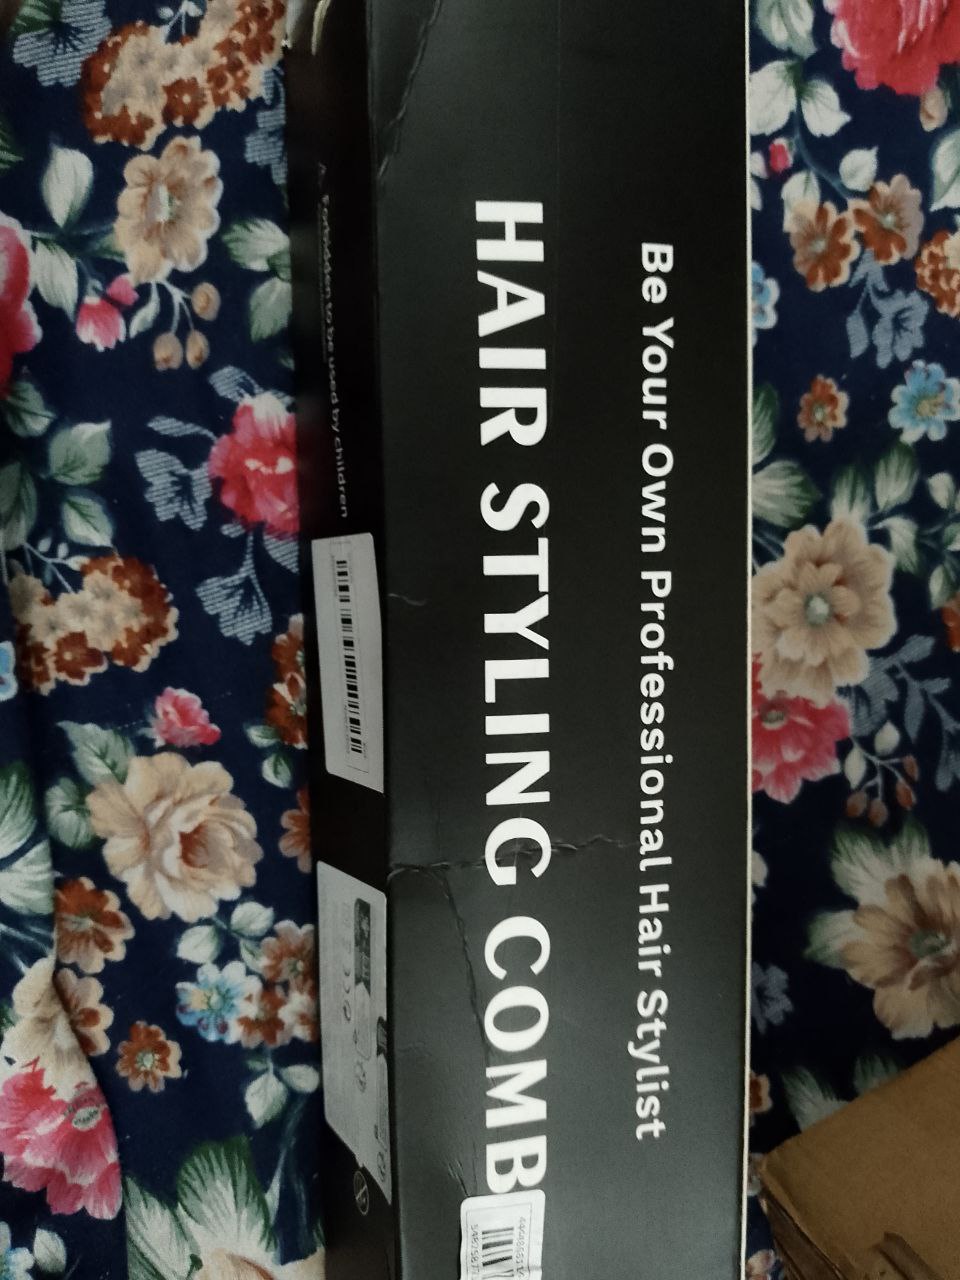 Be Your Own Professional Hair Stylist
HAIR STYLING COMB
Forbidden to be used by children